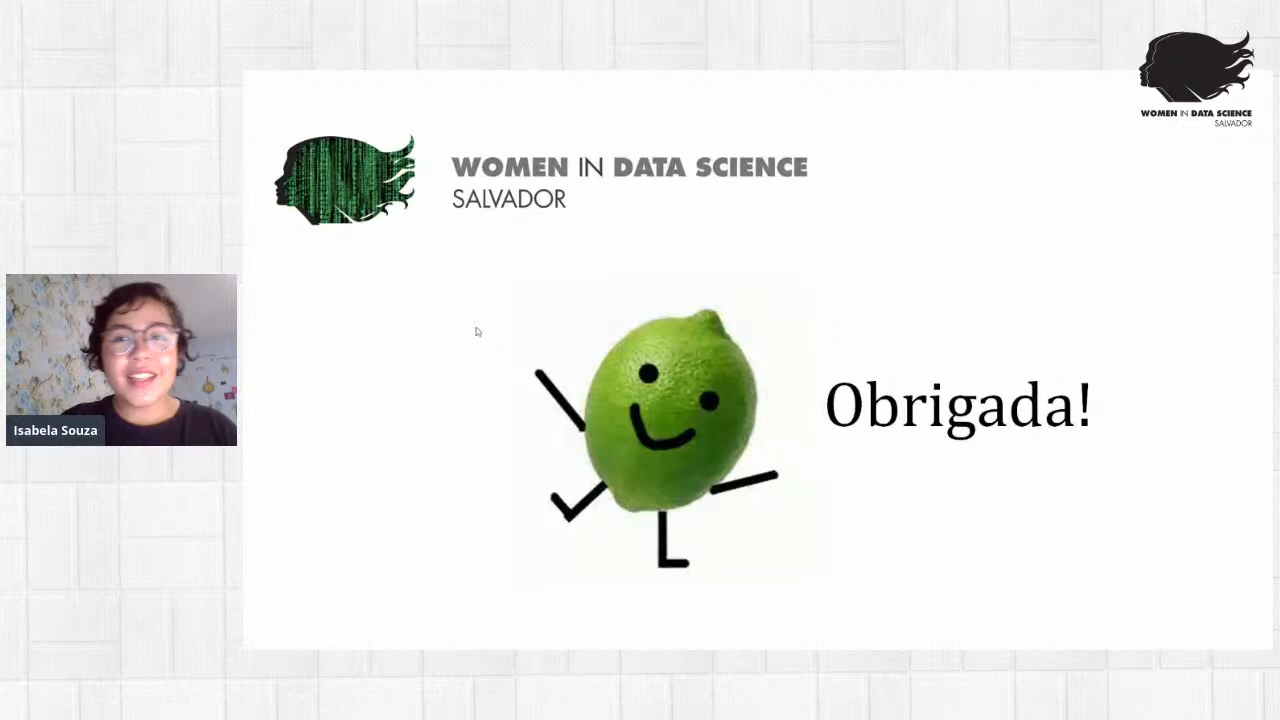 WOMEN IN DATA SCIENCE
SALVADOR
WOMEN IN DATA SCIENCE
SALVADOR
Obrigada!
Isabela Souza